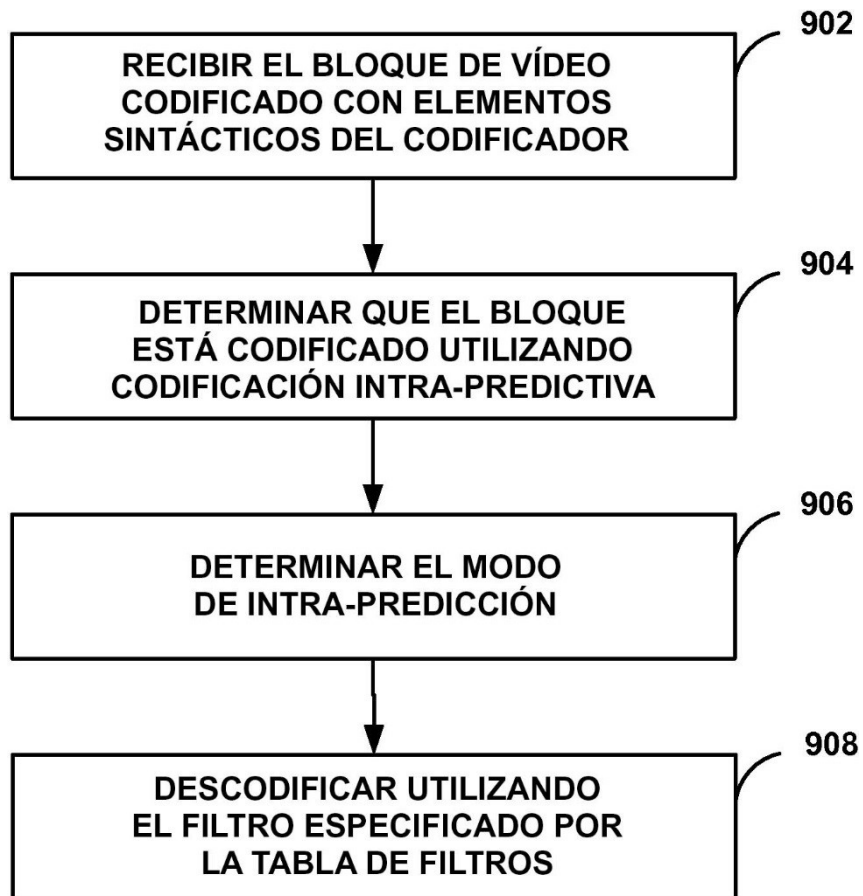 902
RECIBIR EL BLOQUE DE VÍDEO
CODIFICADO CON ELEMENTOS
SINTÁCTICOS DEL CODIFICADOR
904
DETERMINAR QUE EL BLOQUE
ESTÁ CODIFICADO UTILIZANDO
CODIFICACIÓN INTRA-PREDICTIVA
906
DETERMINAR EL MODO
DE INTRA-PREDICCIÓN
908
DESCODIFICAR UTILIZANDO
EL FILTRO ESPECIFICADO POR
LA TABLA DE FILTROS